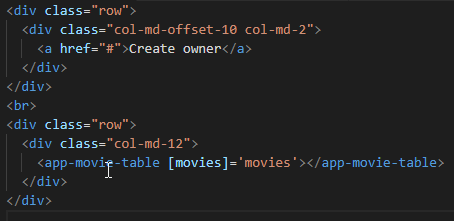 <div class="row">
  <div class="col-md-offset-10 col-md-2">
    <a href="#">Create owner</a>
  </div>
</div>
<br>
<div class="row">
  <div class="col-md-12">
    <app-movie-table [movies]='movies'></app-movie-table>
  </div>
</div>